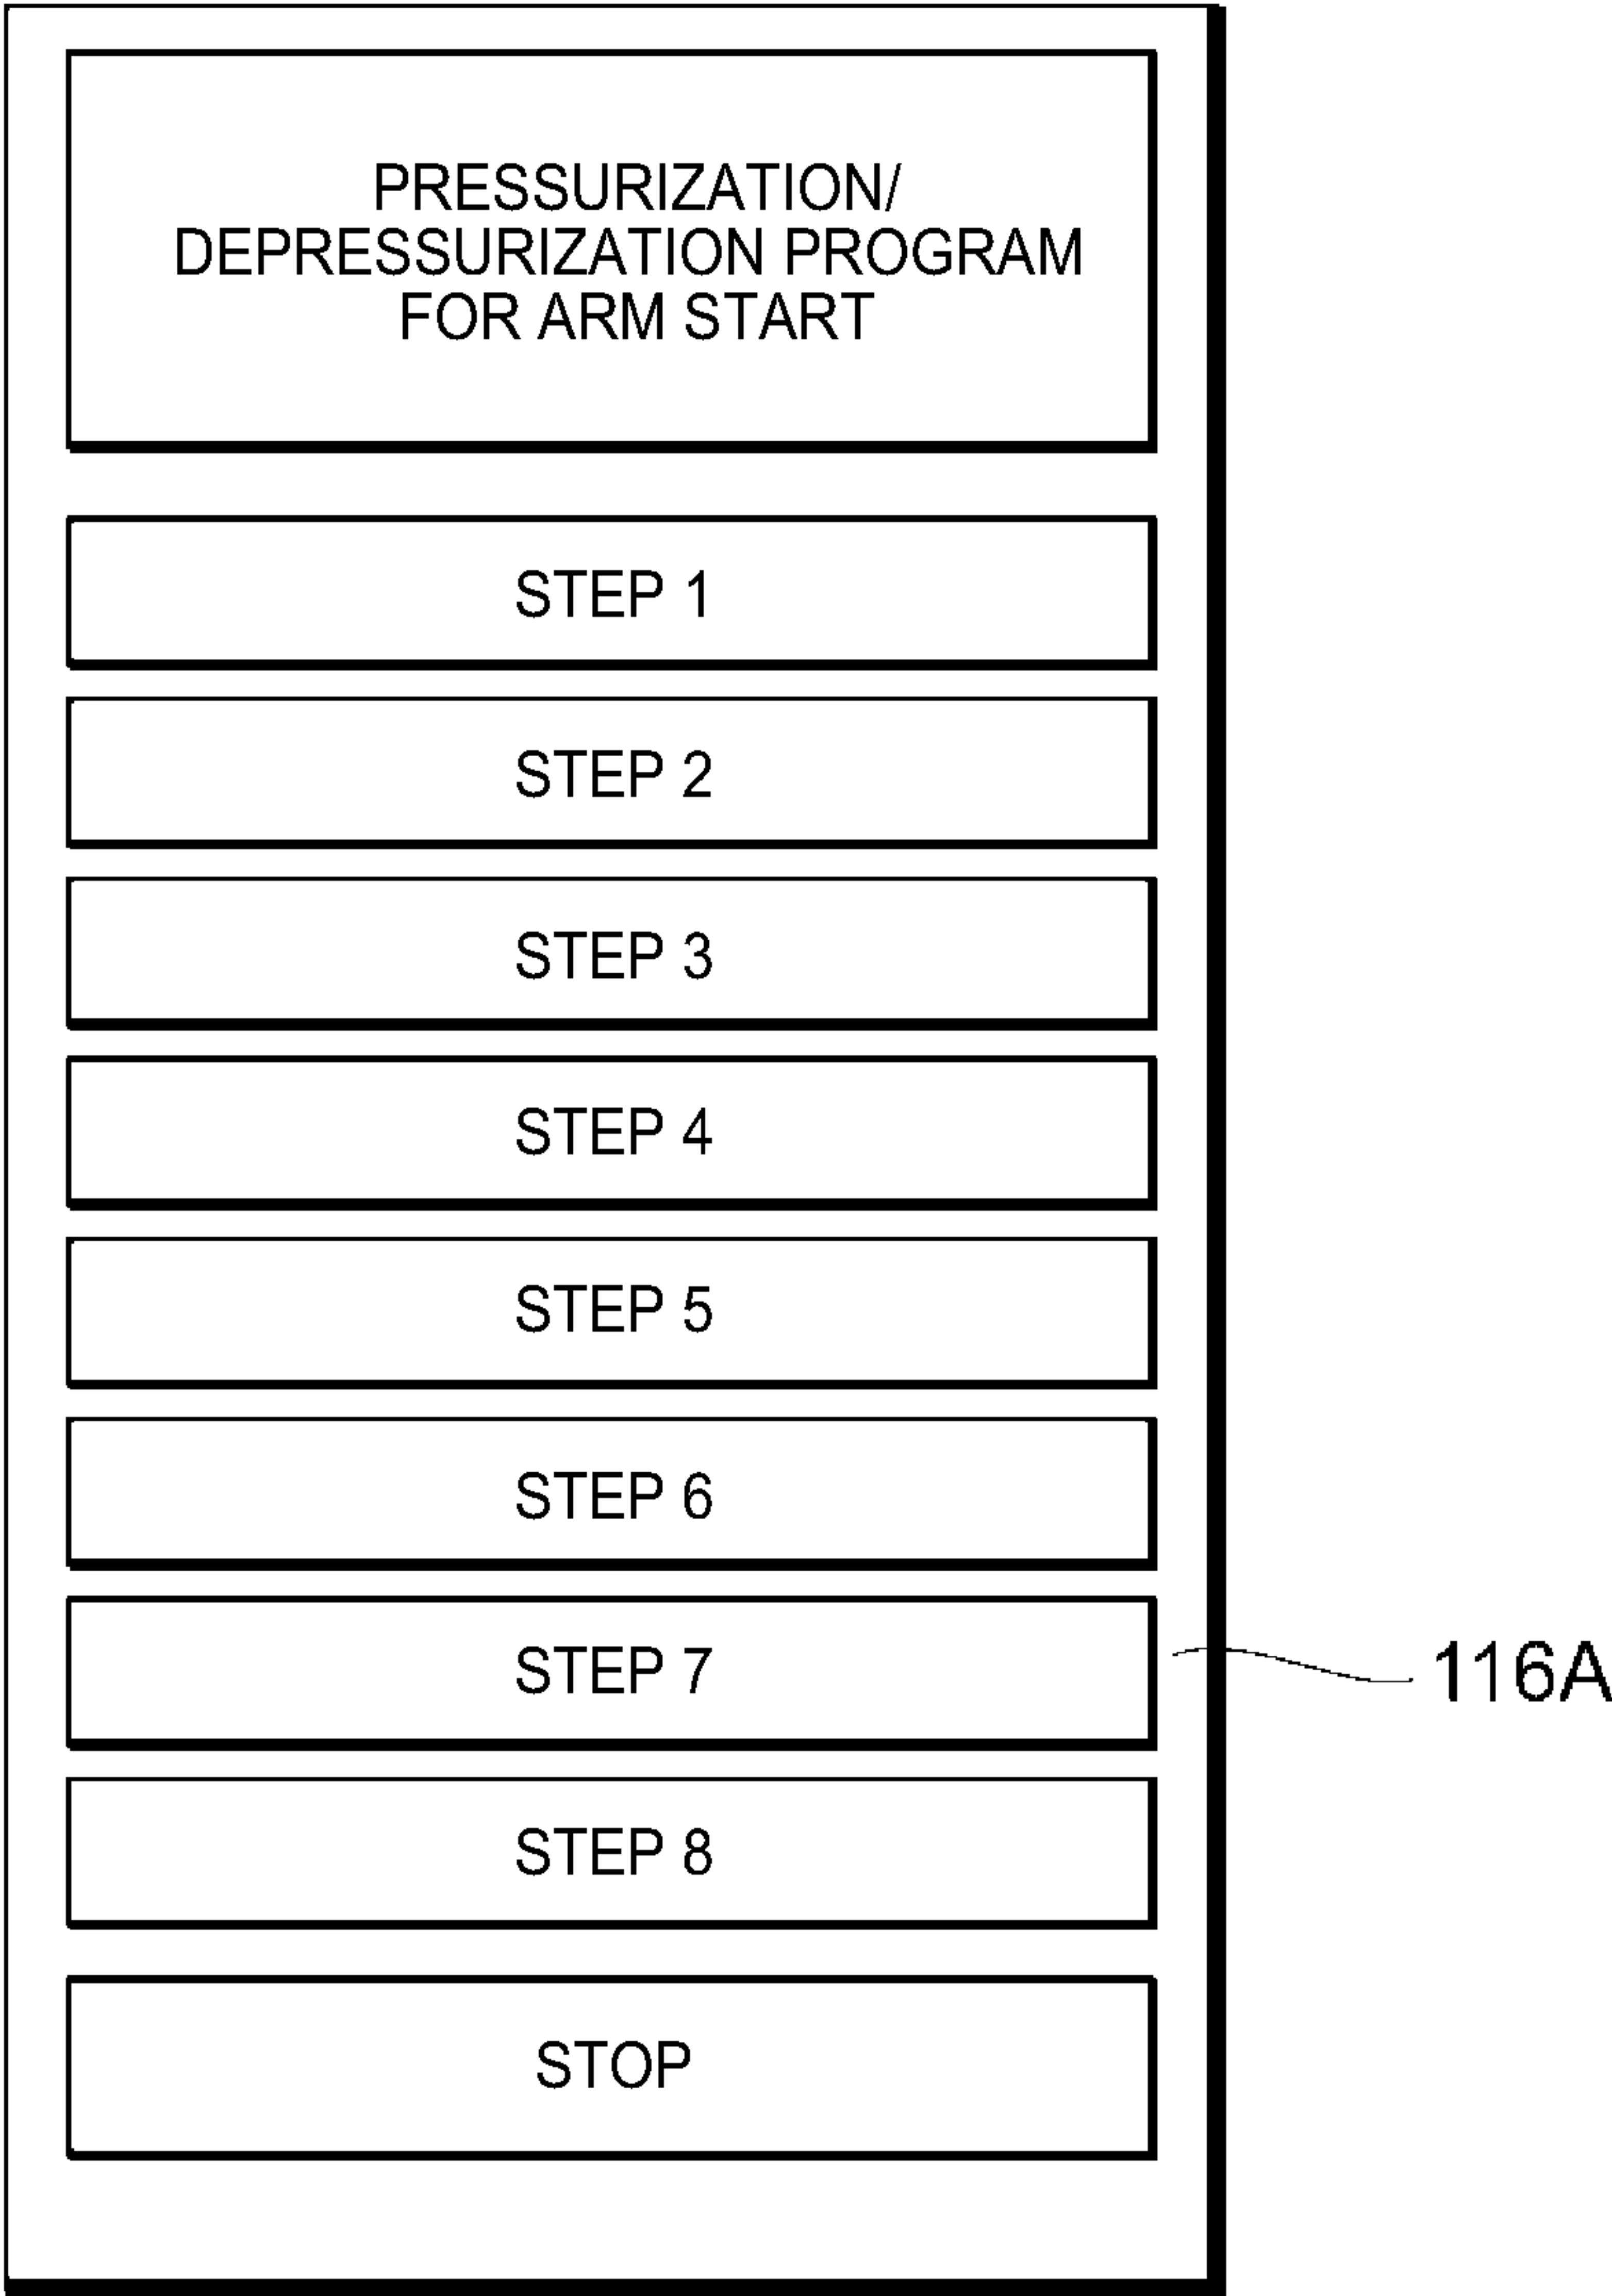 PRESSURIZATION/
DEPRESSURIZATION PROGRAM
FOR ARM START
STEP 1
STEP 2
STEP 3
STEP 4
STEP 5
STEP 6
STEP 7
116A
STEP 8
STOP